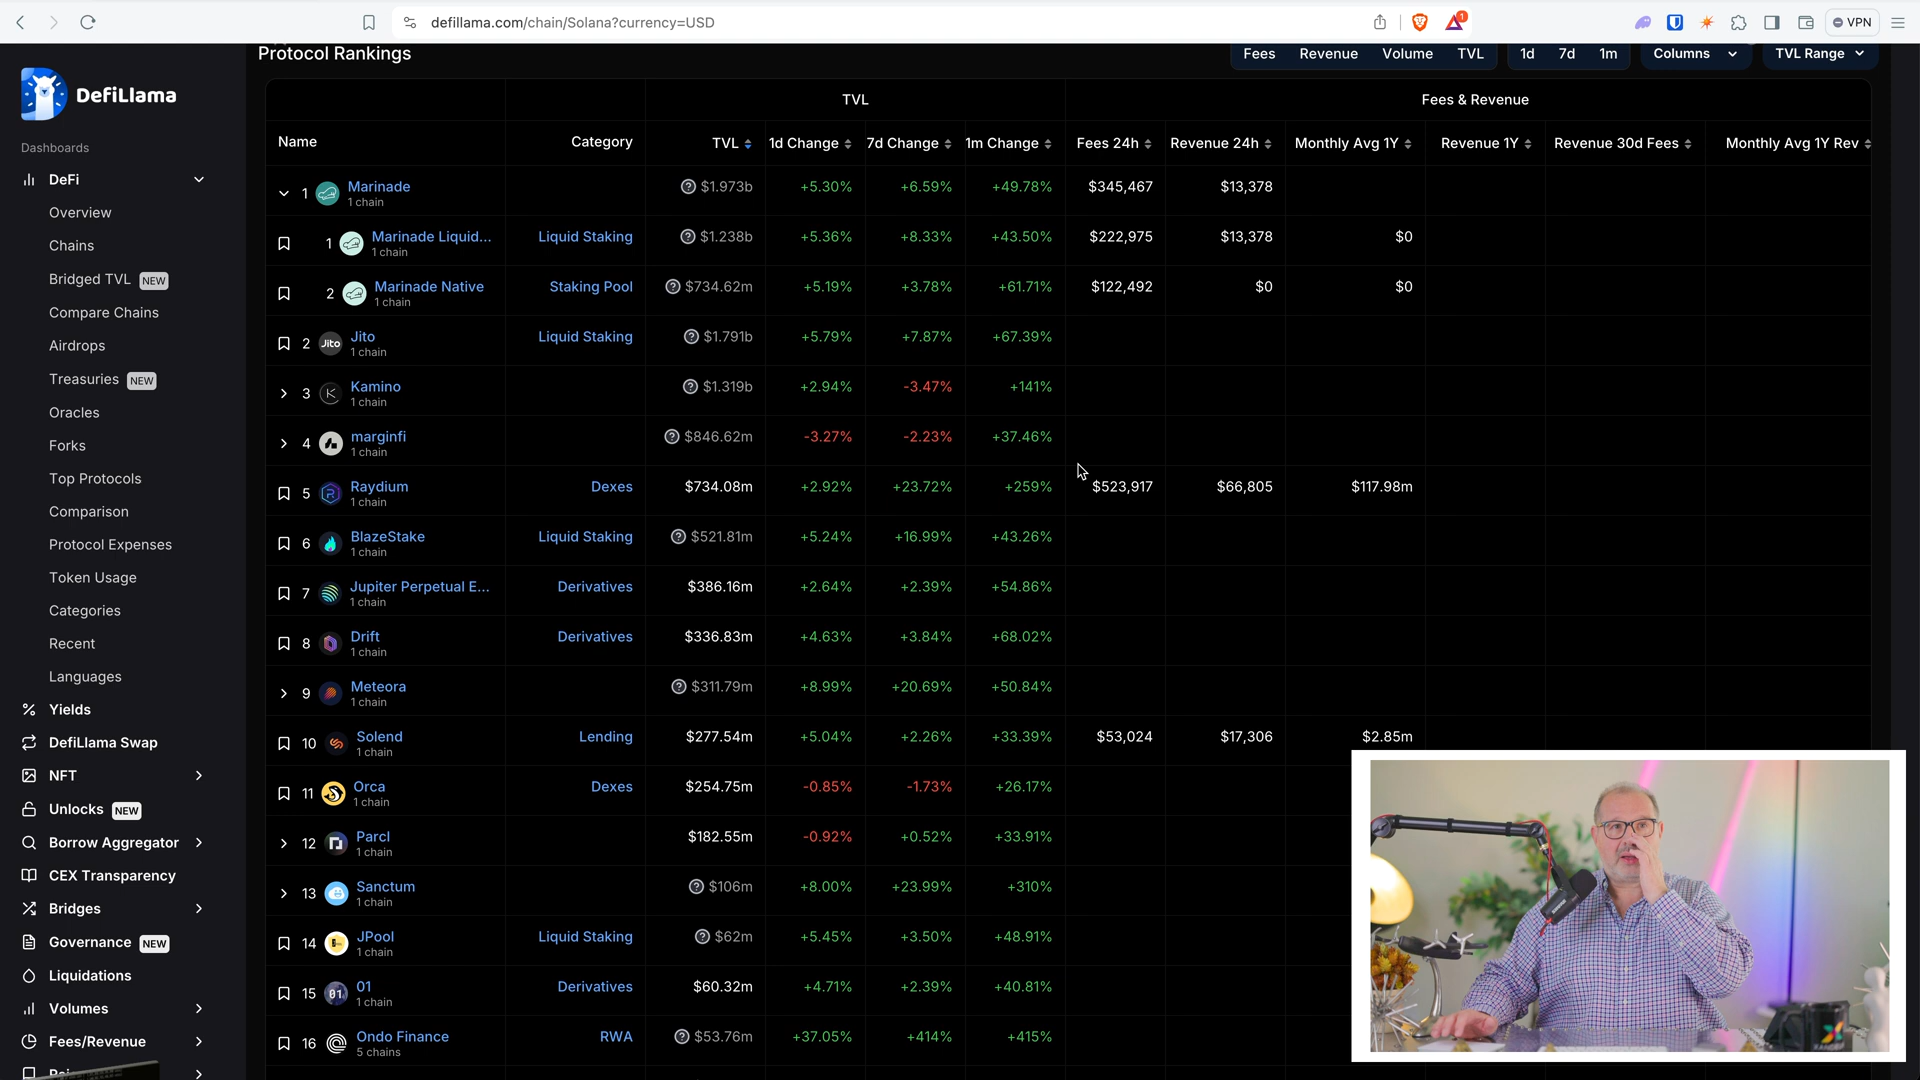 defillama.com/chain/Solana?currency=USD
1
VPN
DefiLlama
Dashboards
DeFi
Overview
Chains
Bridged TVL NEW
Compare Chains
Airdrops
Treasuries NEW
Oracles
Forks
Top Protocols
Comparison
Protocol Expenses
Token Usage
Categories
Recent
Languages
Yields
DefiLlama Swap
NFT
Unlocks NEW
Borrow Aggregator
CEX Transparency
Bridges
Governance NEW
Liquidations
Volumes
Fees/Revenue
Protocol Rankings
Fees Revenue Volume TVL 1d 7d 1m Columns TVL Range
TVL Fees & Revenue
Name Category TVL 1d Change 7d Change 1m Change Fees 24h Revenue 24h Monthly Avg 1Y Revenue 1Y Revenue 30d Fees Monthly Avg 1Y Rev
1 Marinade $1.973b +5.30% +6.59% +49.78% $345,467 $13,378
1 chain
1 Marinade Liquid... Liquid Staking $1.238b +5.36% +8.33% +43.50% $222,975 $13,378 $0
1 chain
2 Marinade Native Staking Pool $734.62m +5.19% +3.78% +61.71% $122,492 $0 $0
1 chain
2 Jito Jito Liquid Staking $1.791b +5.79% +7.87% +67.39%
1 chain
3 Kamino $1.319b +2.94% -3.47% +141%
1 chain
4 marginfi $846.62m -3.27% -2.23% +37.46%
1 chain
5 Raydium Dexes $734.08m +2.92% +23.72% +259% $523,917 $66,805 $117.98m
1 chain
6 BlazeStake Liquid Staking $521.81m +5.24% +16.99% +43.26%
1 chain
7 Jupiter Perpetual E... Derivatives $386.16m +2.64% +2.39% +54.86%
1 chain
8 Drift Derivatives $336.83m +4.63% +3.84% +68.02%
1 chain
9 Meteora $311.79m +8.99% +20.69% +50.84%
1 chain
10 Solend Lending $277.54m +5.04% +2.26% +33.39% $53,024 $17,306 $2.85m
1 chain
11 Orca Dexes $254.75m -0.85% -1.73% +26.17%
1 chain
12 Parcl $182.55m -0.92% +0.52% +33.91%
1 chain
13 Sanctum $106m +8.00% +23.99% +310%
1 chain
14 JPool Liquid Staking $62m +5.45% +3.50% +48.91%
1 chain
15 01. 01 Derivatives $60.32m +4.71% +2.39% +40.81%
1 chain
16 Ondo Finance RWA $53.76m +37.05% +414% +415%
5 chains